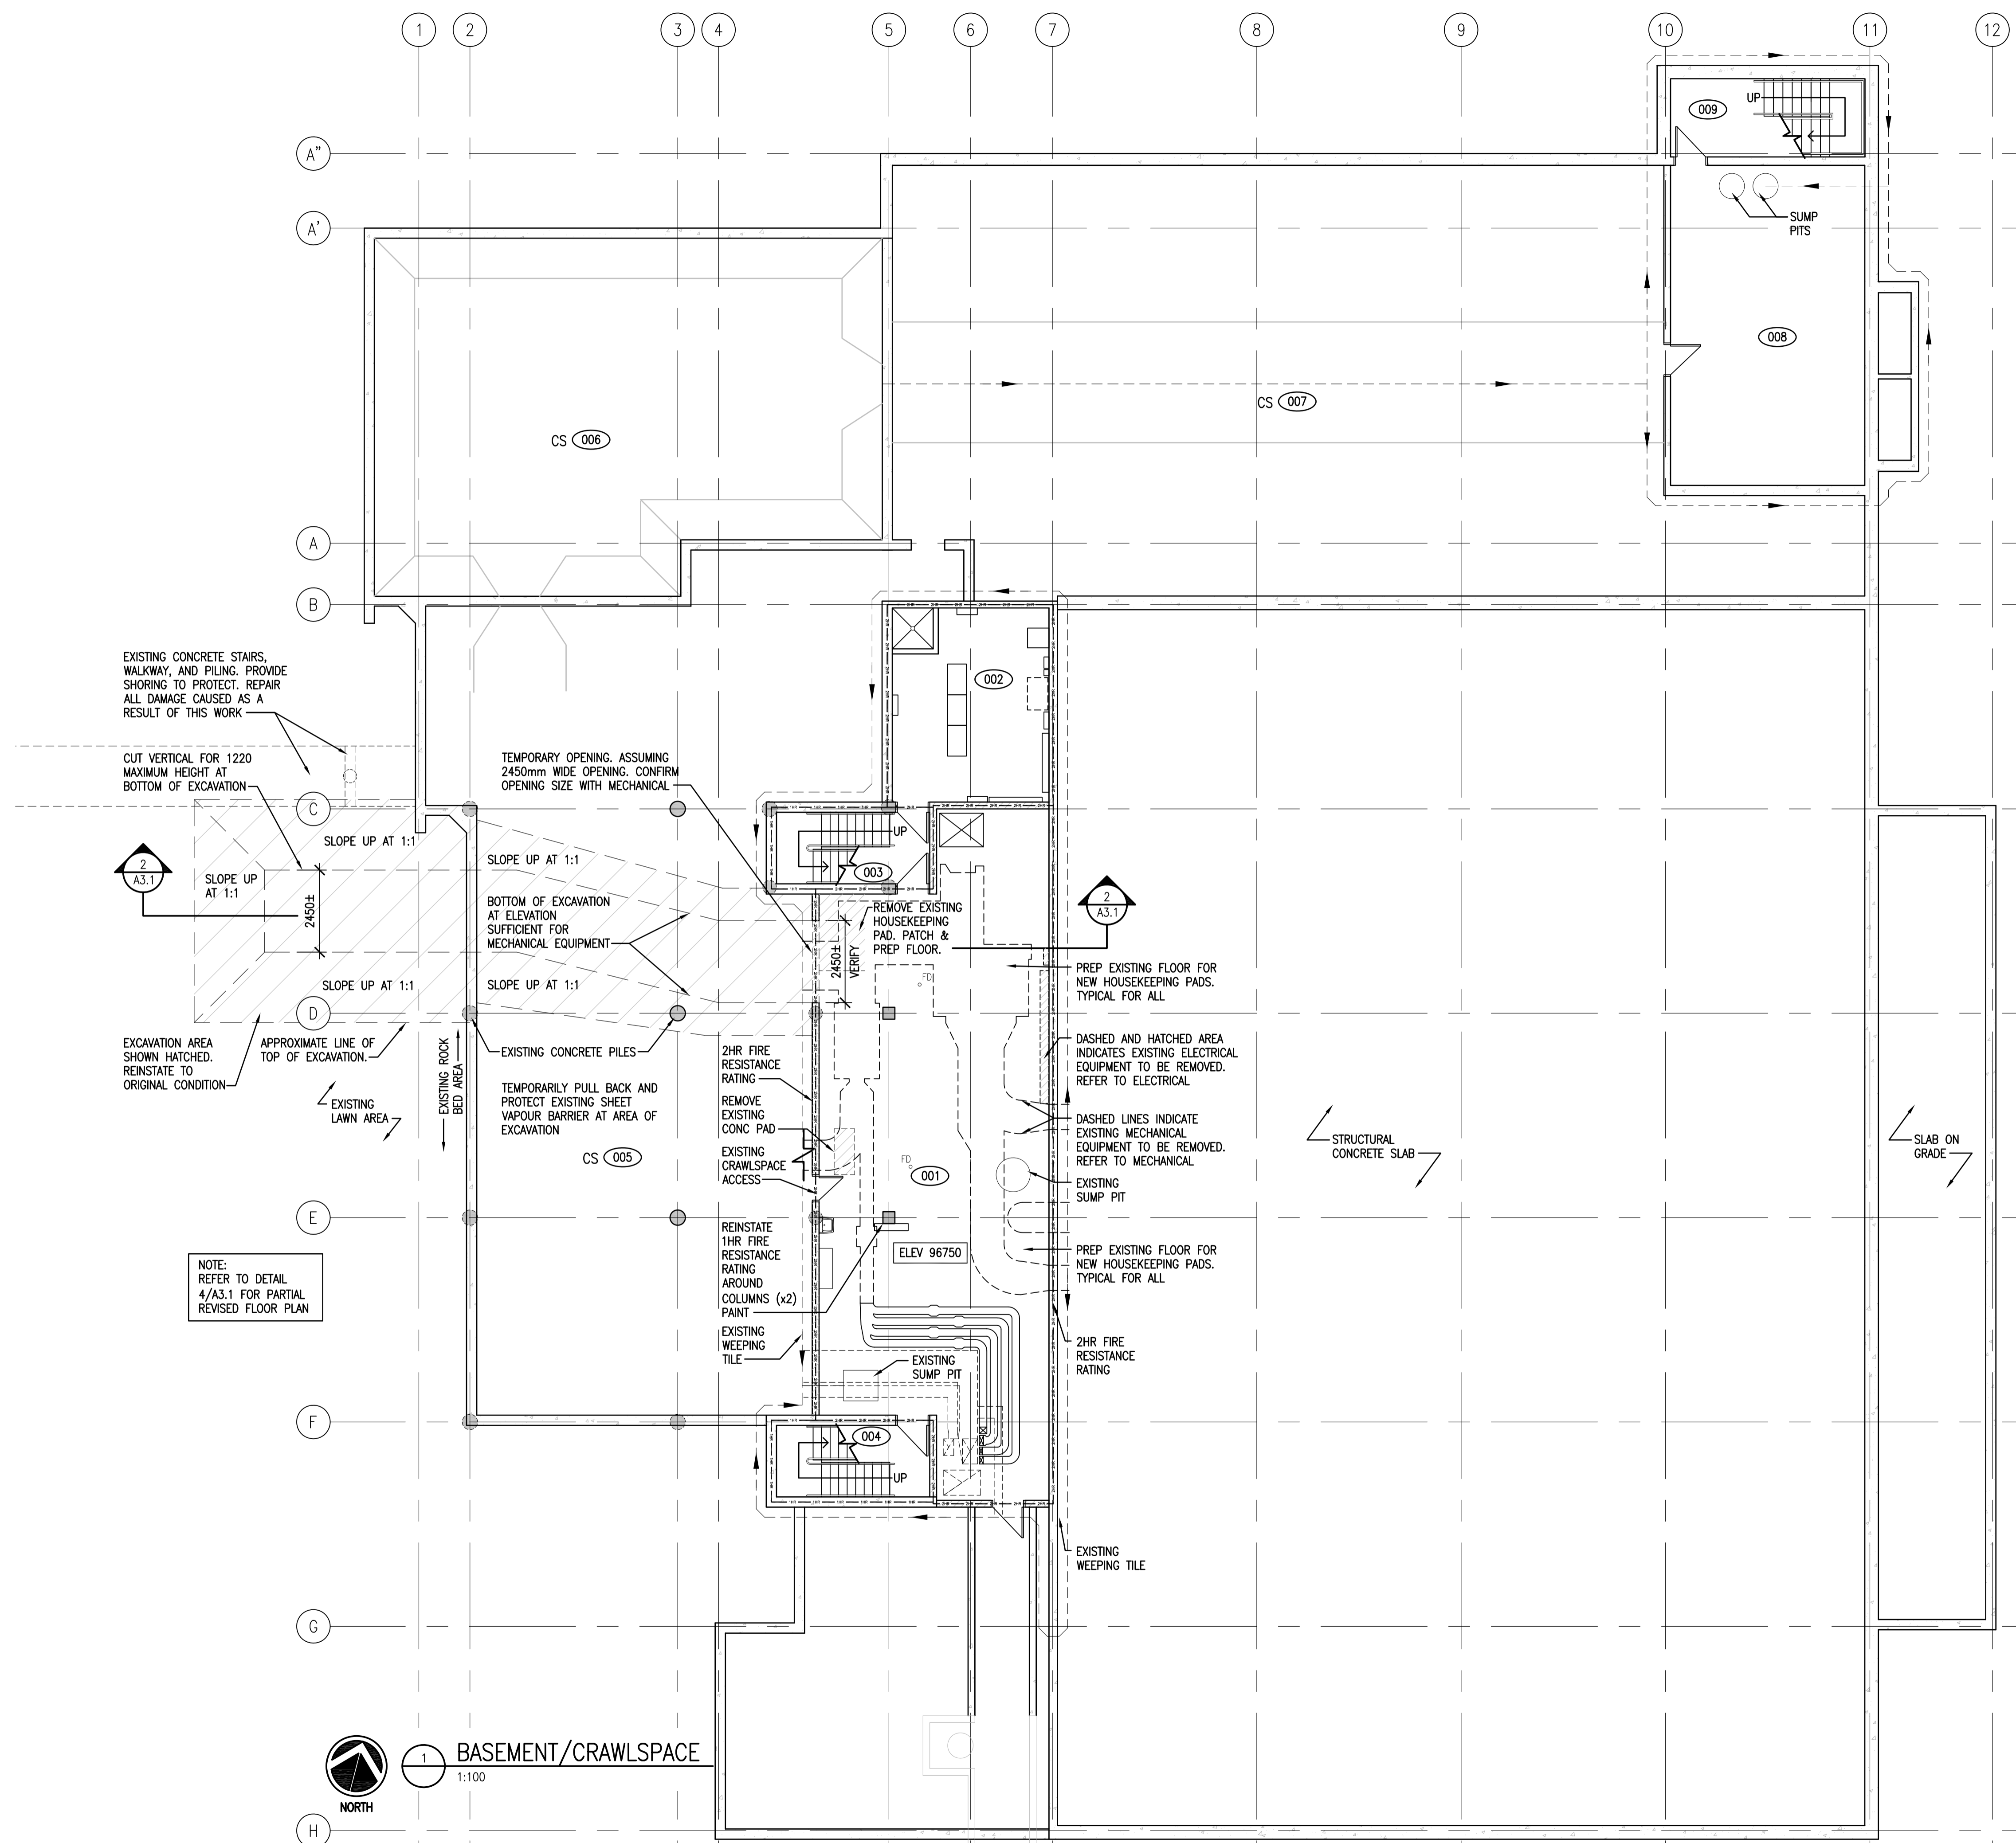 1
2
3
4
5
6
7
8
9
10
11
12
A"
A'
A
B
C
D
E
F
G
H
009
UP
SUMP
PITS
008
CS 006
CS 007
EXISTING CONCRETE STAIRS,
WALKWAY, AND PILING. PROVIDE
SHORING TO PROTECT. REPAIR
ALL DAMAGE CAUSED AS A
RESULT OF THIS WORK
CUT VERTICAL FOR 1220
MAXIMUM HEIGHT AT
BOTTOM OF EXCAVATION
TEMPORARY OPENING. ASSUMING
2450mm WIDE OPENING. CONFIRM
OPENING SIZE WITH MECHANICAL
002
UP
003
SLOPE UP AT 1:1
SLOPE UP
AT 1:1
2450±
SLOPE UP AT 1:1
2
A3.1
SLOPE UP AT 1:1
BOTTOM OF EXCAVATION
AT ELEVATION
SUFFICIENT FOR
MECHANICAL EQUIPMENT
SLOPE UP AT 1:1
2450±
VERIFY
REMOVE EXISTING
HOUSEKEEPING
PAD. PATCH &
PREP FLOOR.
2
A3.1
FD
PREP EXISTING FLOOR FOR
NEW HOUSEKEEPING PADS.
TYPICAL FOR ALL
EXCAVATION AREA
SHOWN HATCHED.
REINSTATE TO
ORIGINAL CONDITION
APPROXIMATE LINE OF
TOP OF EXCAVATION.
EXISTING
LAWN AREA
EXISTING ROCK
BED AREA
EXISTING CONCRETE PILES
TEMPORARILY PULL BACK AND
PROTECT EXISTING SHEET
VAPOUR BARRIER AT AREA OF
EXCAVATION
CS 005
2HR FIRE
RESISTANCE
RATING
REMOVE
EXISTING
CONC PAD
EXISTING
CRAWLSPACE
ACCESS
REINSTATE
1HR FIRE
RESISTANCE
RATING
AROUND
COLUMNS (x2)
PAINT
EXISTING
WEEPING
TILE
FD
001
ELEV 96750
EXISTING
SUMP PIT
DASHED AND HATCHED AREA
INDICATES EXISTING ELECTRICAL
EQUIPMENT TO BE REMOVED.
REFER TO ELECTRICAL
DASHED LINES INDICATE
EXISTING MECHANICAL
EQUIPMENT TO BE REMOVED.
REFER TO MECHANICAL
EXISTING
SUMP PIT
PREP EXISTING FLOOR FOR
NEW HOUSEKEEPING PADS.
TYPICAL FOR ALL
2HR FIRE
RESISTANCE
RATING
STRUCTURAL
CONCRETE SLAB
SLAB ON
GRADE
004
UP
EXISTING
WEEPING TILE
NOTE:
REFER TO DETAIL
4/A3.1 FOR PARTIAL
REVISED FLOOR PLAN
NORTH
1
BASEMENT/CRAWLSPACE
1:100